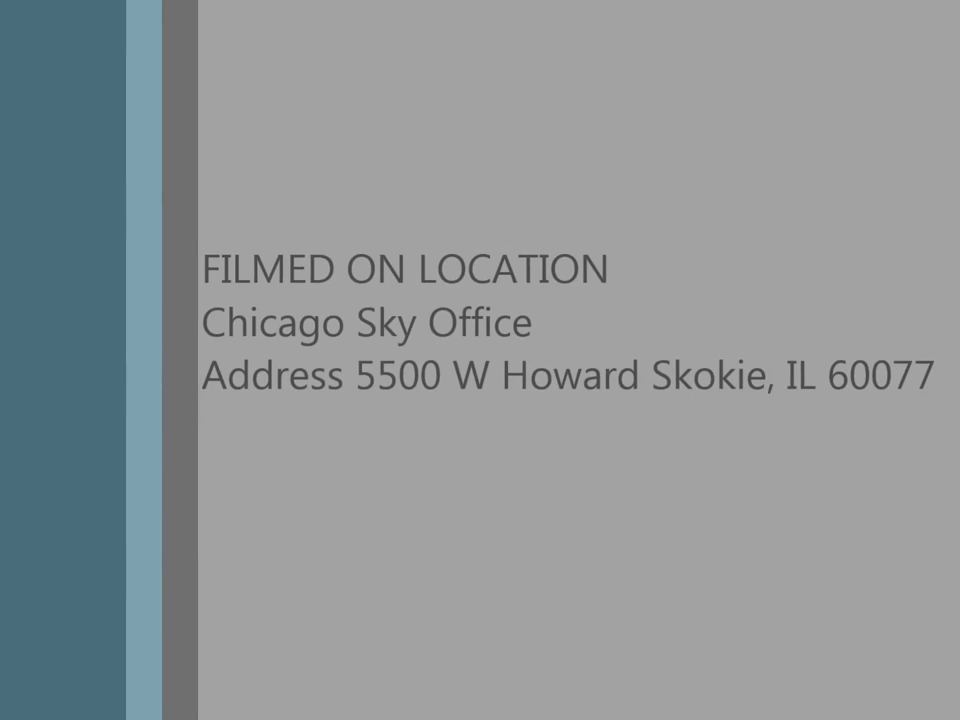 FILMED ON LOCATION
Chicago Sky Office
Address 5500 W Howard Skokie, IL 60077